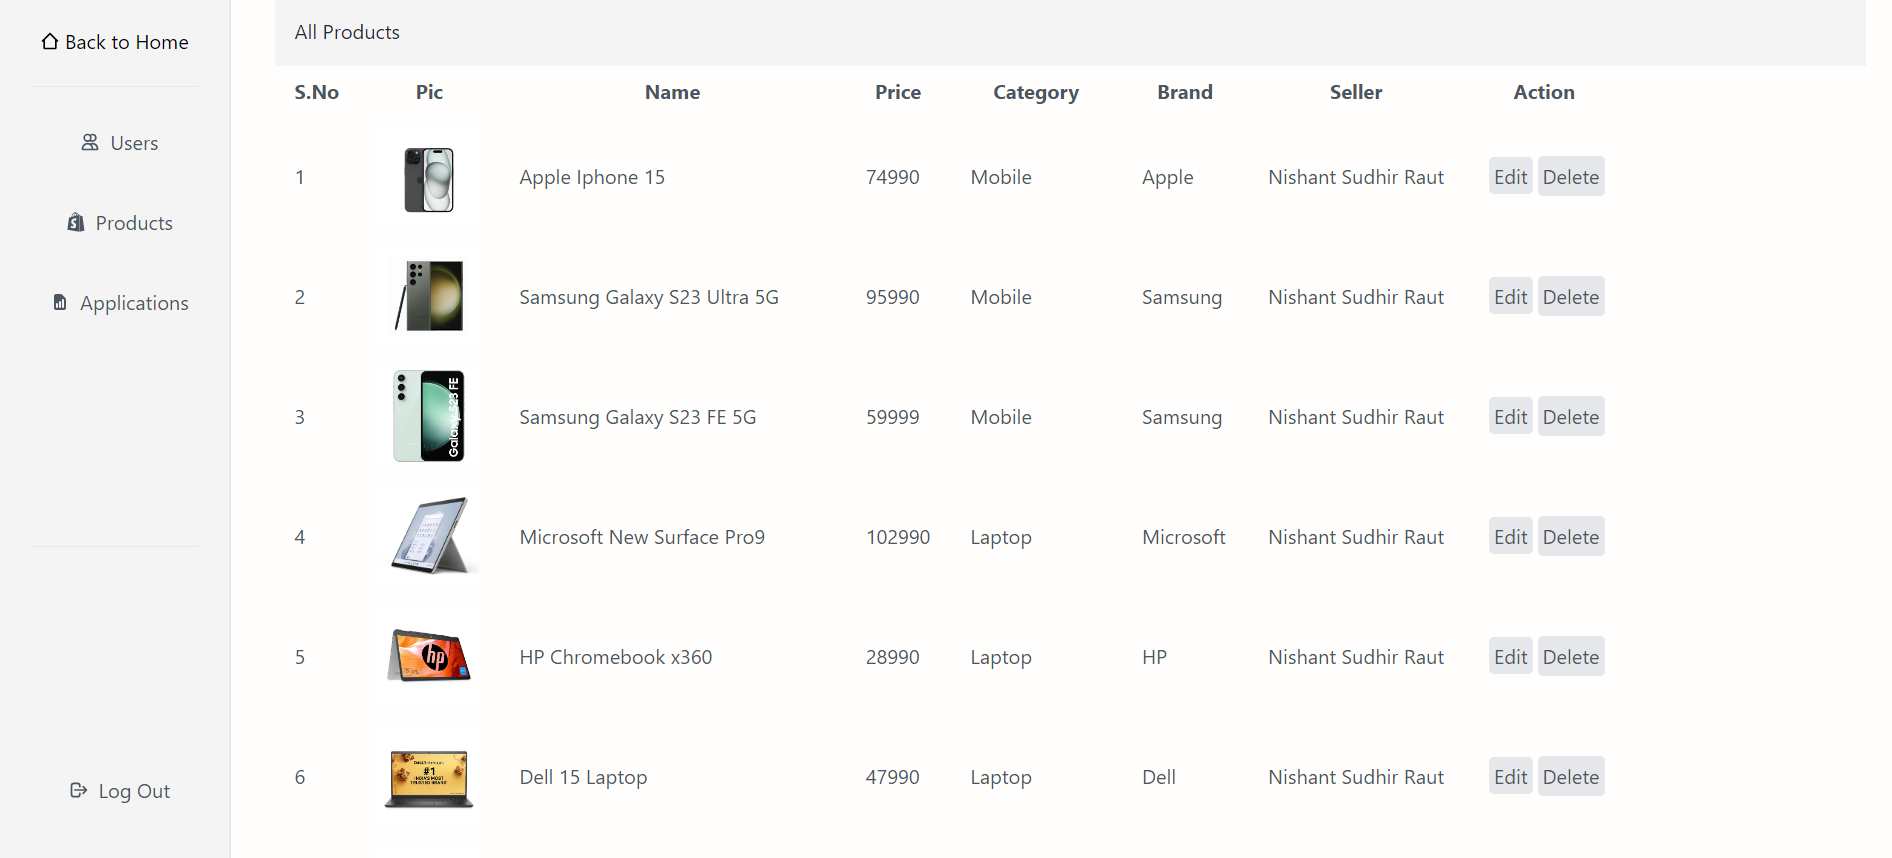 Back to Home
Users
Products
Applications
Log Out
All Products
S.No Pic Name Price Category Brand Seller Action
1 Apple Iphone 15 74990 Mobile Apple Nishant Sudhir Raut Edit Delete
2 Samsung Galaxy S23 Ultra 5G 95990 Mobile Samsung Nishant Sudhir Raut Edit Delete
3 Galaxy S23 FE Samsung Galaxy S23 FE 5G 59999 Mobile Samsung Nishant Sudhir Raut Edit Delete
4 Microsoft New Surface Pro9 102990 Laptop Microsoft Nishant Sudhir Raut Edit Delete
5 hp HP Chromebook x360 28990 Laptop HP Nishant Sudhir Raut Edit Delete
#1
INDIA'S MOST
TRUSTED BRAND
6 Dell 15 Laptop 47990 Laptop Dell Nishant Sudhir Raut Edit Delete